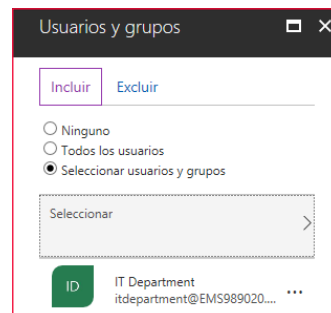 Usuarios y grupos
Incluir Excluir
Ninguno
Todos los usuarios
Seleccionar usuarios y grupos
Seleccionar
ID
IT Department
itdepartment@EMS989020....